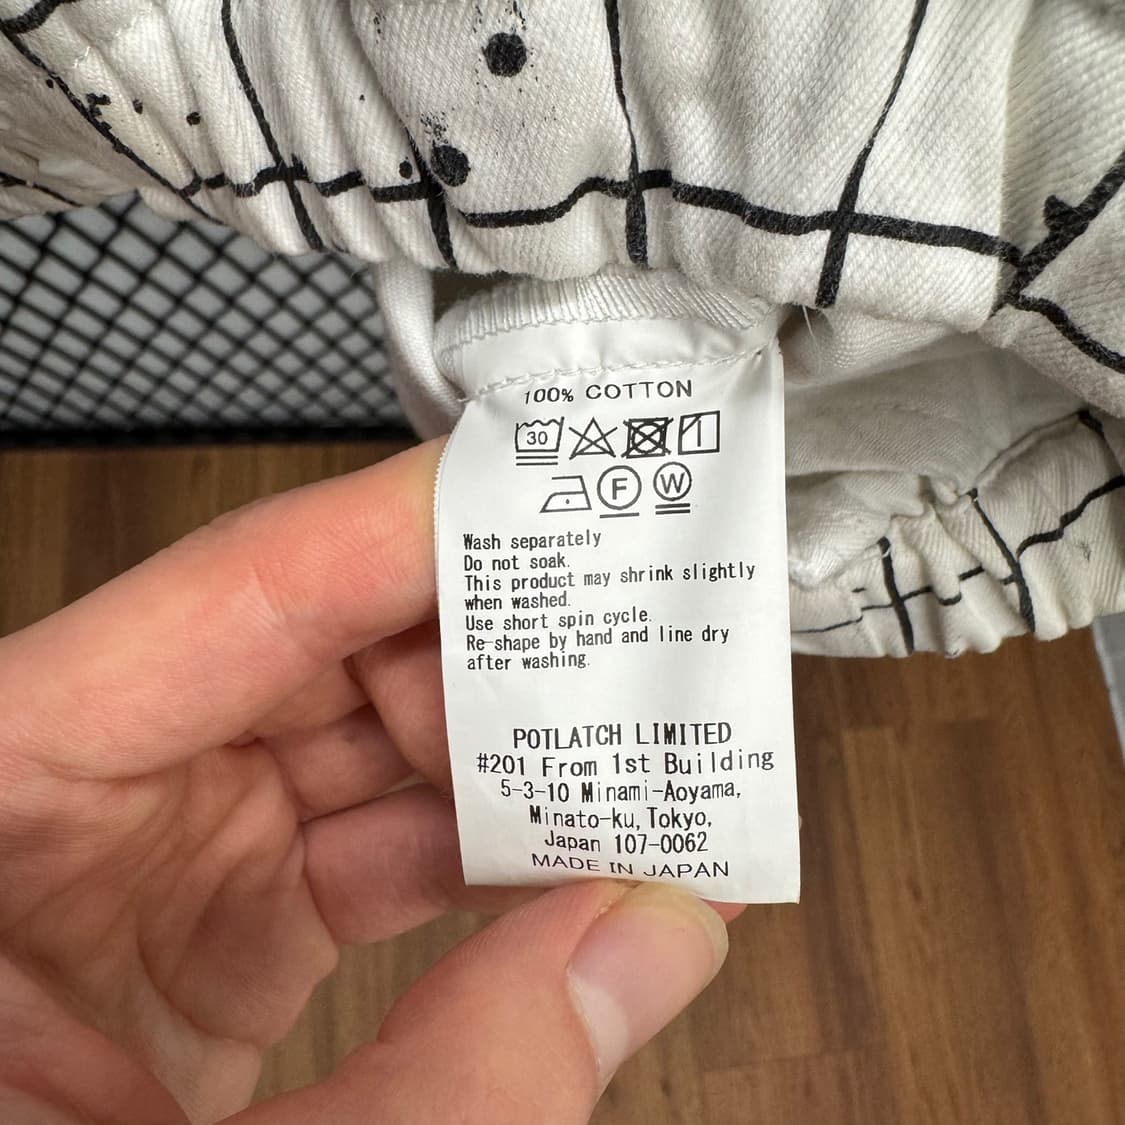 100% COTTON
30
F W
Wash separately
Do not soak.
This product may shrink slightly
when washed.
Use short spin cycle.
Re-shape by hand and line dry
after washing.
POTLATCH LIMITED
#201 From 1st Building
5-3-10 Minami-Aoyama,
Minato-ku, Tokyo,
Japan 107-0062
MADE IN JAPAN